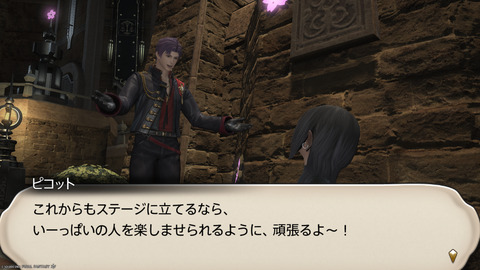 ピコット
これからもステージに立てるなら、
いーっぱいの人を楽しませられるように、頑張るよ～！